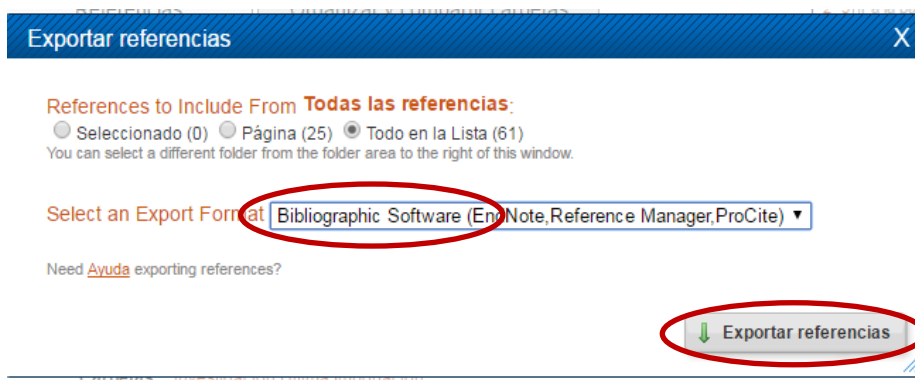 Exportar referencias X
References to Include From Todas las referencias:
Seleccionado (0) Página (25) Todo en la Lista (61)
You can select a different folder from the folder area to the right of this window.
Select an Export Format Bibliographic Software (EndNote,Reference Manager,ProCite)
Need Ayuda exporting references?
Exportar referencias